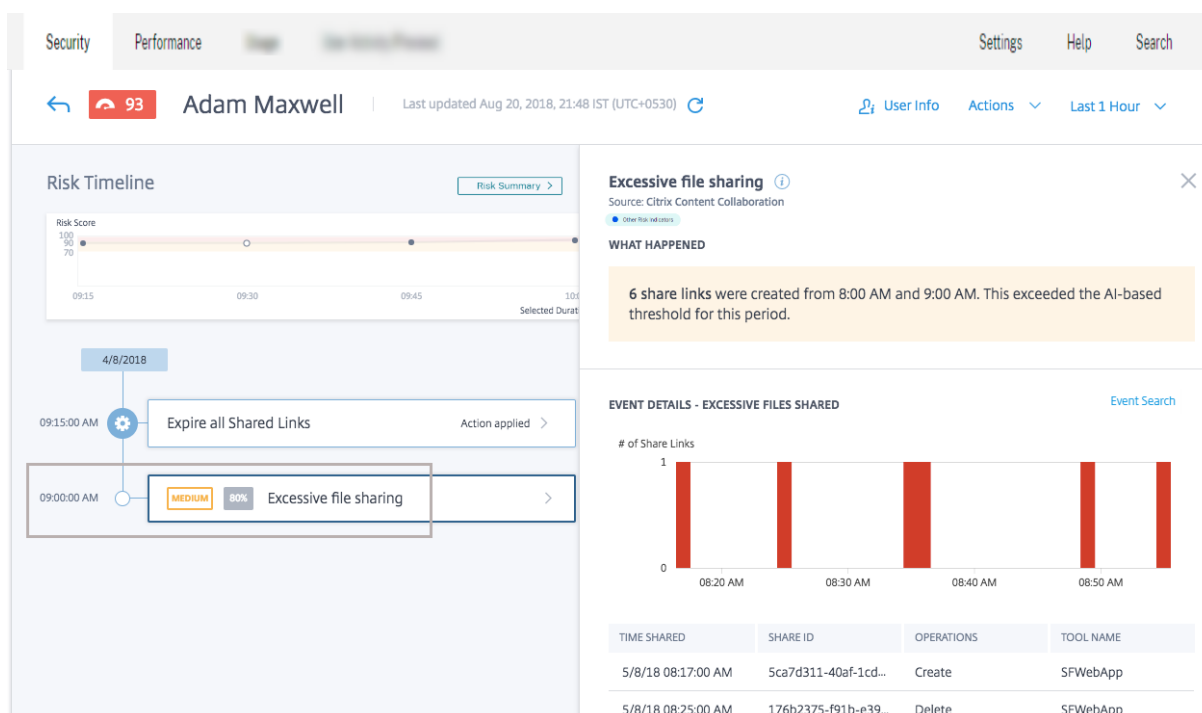 Security Performance Settings Help Search
93 Adam Maxwell Last updated Aug 20, 2018, 21:48 IST (UTC+0530) User Info Actions Last 1 Hour
Risk Timeline
Risk Summary >
Risk Score
100
90
70
09:15 09:30 09:45 10:0
Selected Durat
4/8/2018
09:15:00 AM Expire all Shared Links Action applied
09:00:00 AM MEDIUM 80% Excessive file sharing
Excessive file sharing i
Source: Citrix Content Collaboration
Other Risk Indicators
WHAT HAPPENED
6 share links were created from 8:00 AM and 9:00 AM. This exceeded the AI-based
threshold for this period.
EVENT DETAILS - EXCESSIVE FILES SHARED Event Search
# of Share Links
1
0
08:20 AM 08:30 AM 08:40 AM 08:50 AM
TIME SHARED SHARE ID OPERATIONS TOOL NAME
5/8/18 08:17:00 AM 5ca7d311-40af-1cd... Create SFWebApp
5/8/18 08:25:00 AM 176b2375-f91b-e39... Delete SFWebApp